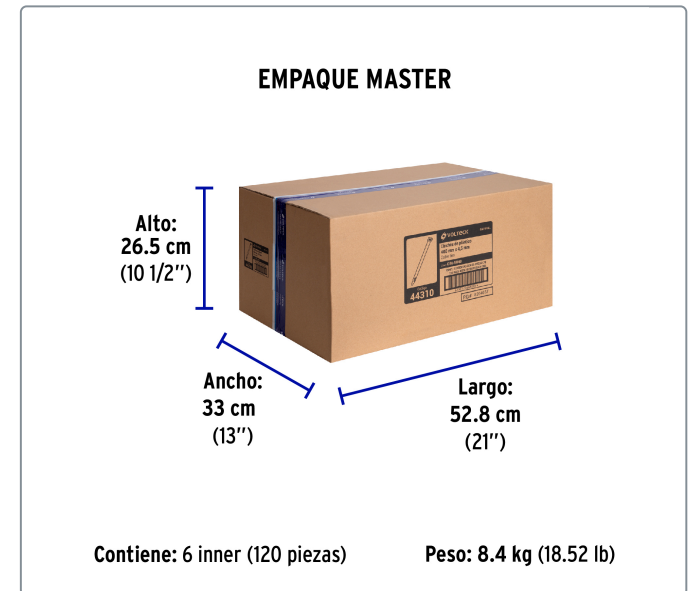 EMPAQUE MASTER
Alto:
26.5 cm
(10 1/2’’)
VOLTECK
44310
Ancho:
33 cm
(13’’)
Largo:
52.8 cm
(21’’)
Contiene: 6 inner (120 piezas)
Peso: 8.4 kg (18.52 lb)